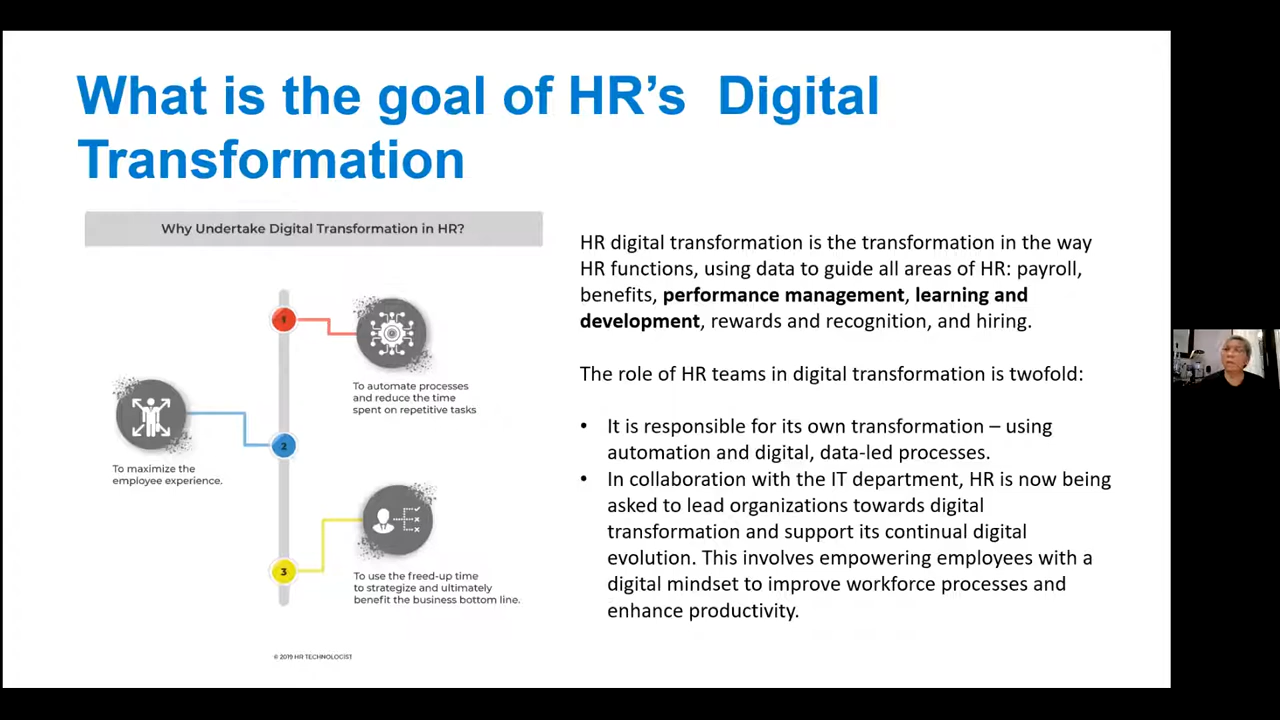 What is the goal of HR’s  Digital
Transformation
Why Undertake Digital Transformation in HR?
1
To automate processes
and reduce the time
spent on repetitive tasks
2
To maximize the
employee experience.
3
To use the freed-up time
to strategize and ultimately
benefit the business bottom line.
© 2019 HR TECHNOLOGIST
HR digital transformation is the transformation in the way
HR functions, using data to guide all areas of HR: payroll,
benefits, performance management, learning and
development, rewards and recognition, and hiring.
The role of HR teams in digital transformation is twofold:
• It is responsible for its own transformation – using
automation and digital, data-led processes.
• In collaboration with the IT department, HR is now being
asked to lead organizations towards digital
transformation and support its continual digital
evolution. This involves empowering employees with a
digital mindset to improve workforce processes and
enhance productivity.